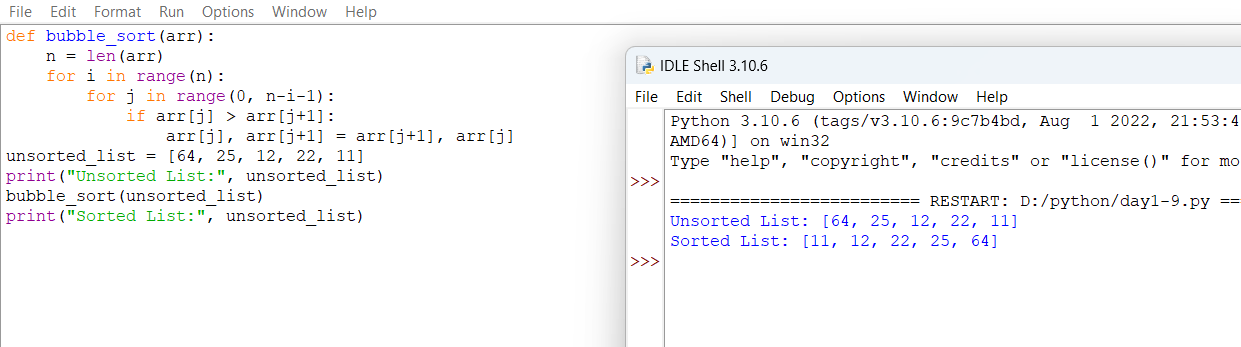 File Edit Format Run Options Window Help
def bubble_sort(arr):
    n = len(arr)
    for i in range(n):
        for j in range(0, n-i-1):
            if arr[j] > arr[j+1]:
                arr[j], arr[j+1] = arr[j+1], arr[j]
unsorted_list = [64, 25, 12, 22, 11]
print("Unsorted List:", unsorted_list)
bubble_sort(unsorted_list)
print("Sorted List:", unsorted_list)
IDLE Shell 3.10.6
File Edit Shell Debug Options Window Help
Python 3.10.6 (tags/v3.10.6:9c7b4bd, Aug  1 2022, 21:53:4
AMD64)] on win32
Type "help", "copyright", "credits" or "license()" for mo
>>>
========================= RESTART: D:/python/day1-9.py ==
Unsorted List: [64, 25, 12, 22, 11]
Sorted List: [11, 12, 22, 25, 64]
>>>